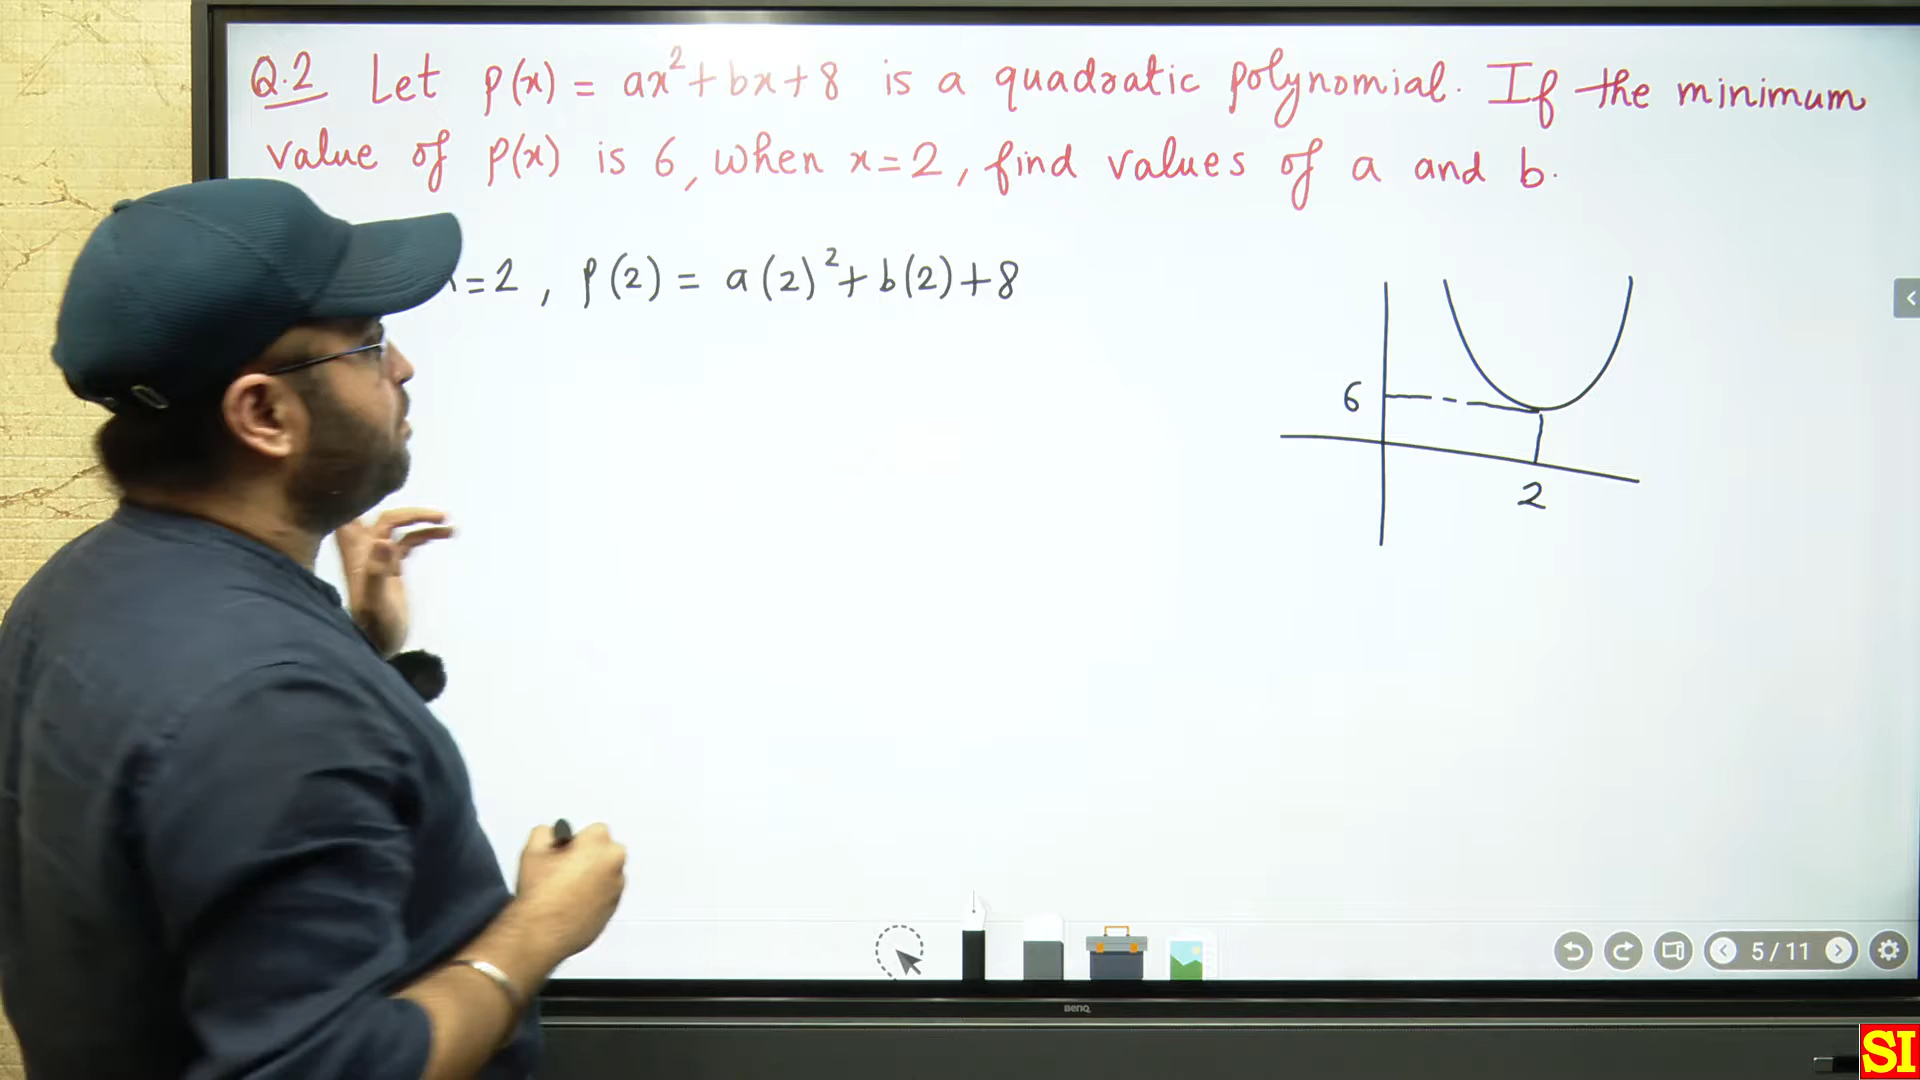 Q.2 Let p(x) = ax²+bx+8 is a quadratic polynomial. If the minimum
value of p(x) is 6, when x=2, find values of a and b.
=2, p(2) = a(2)²+b(2)+8
6
2
5/11
BenQ
SI